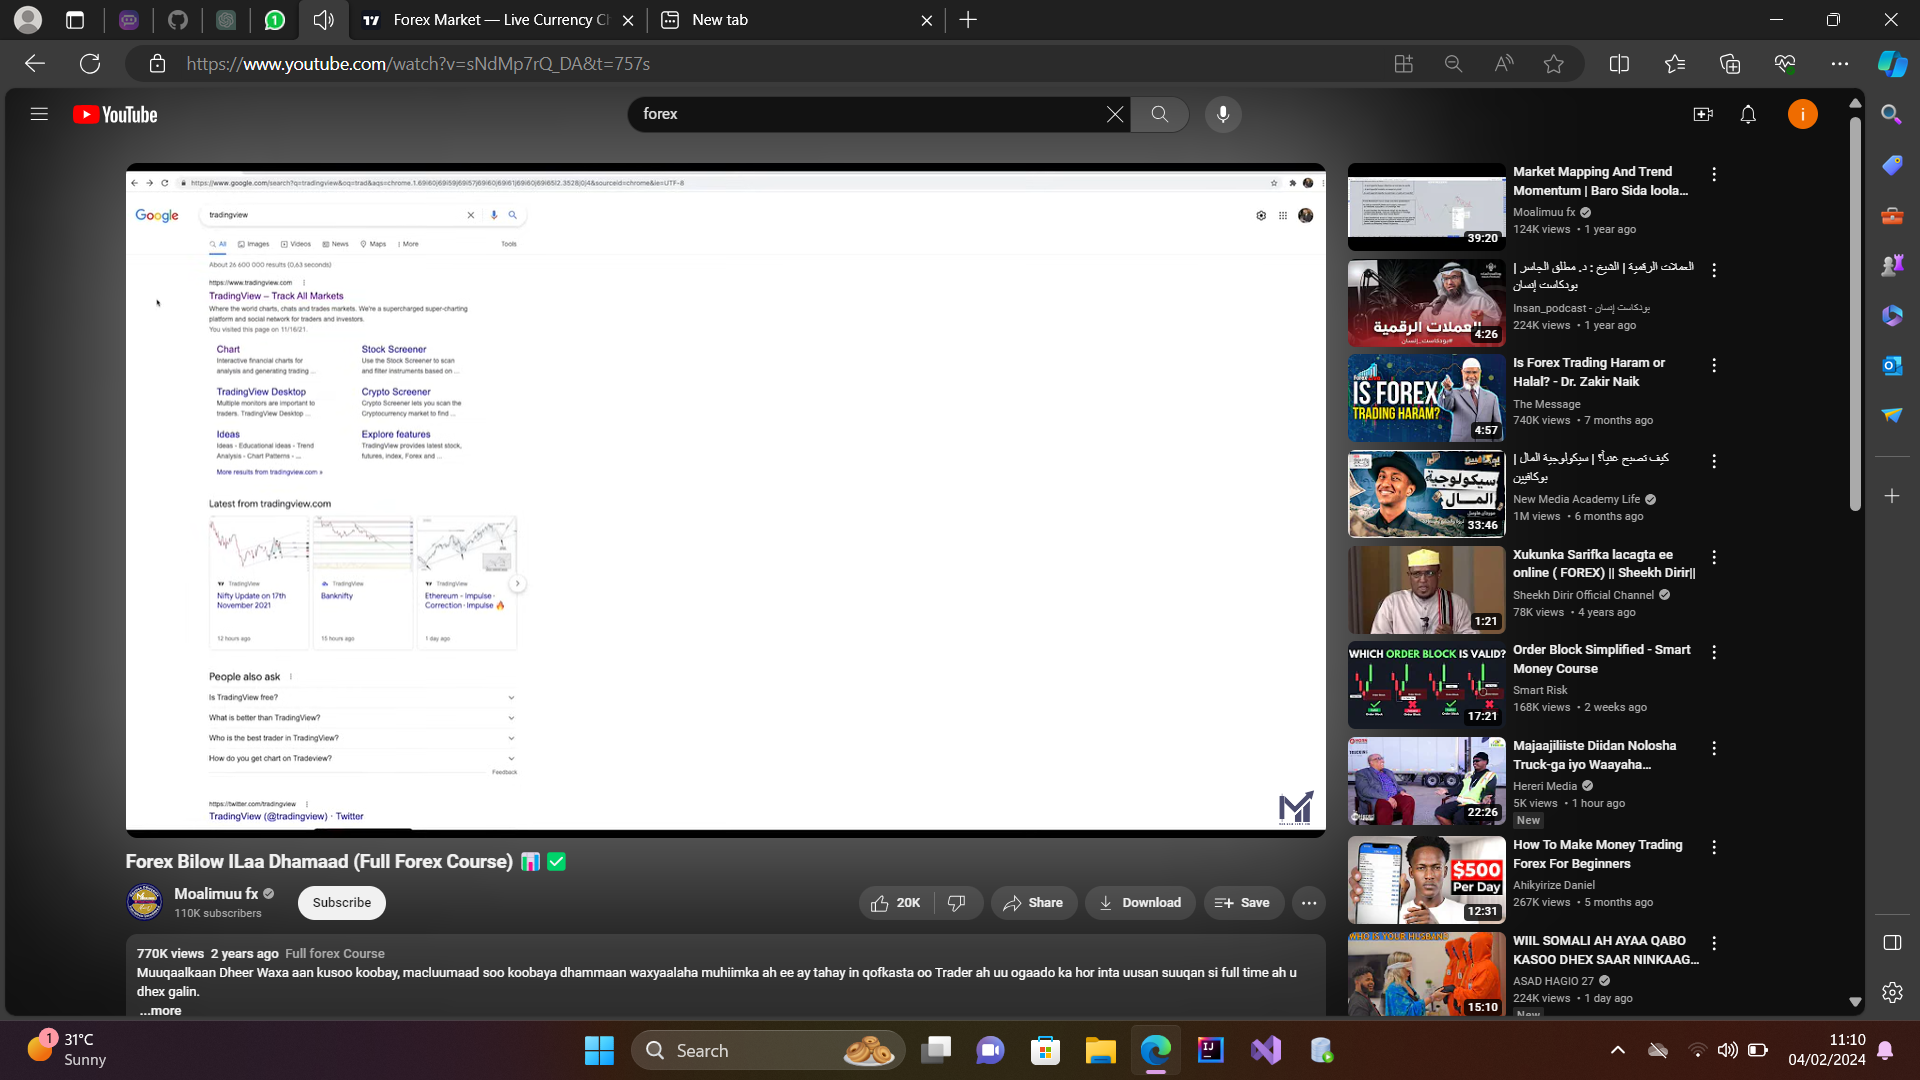 Forex Market — Live Currency Ch
New tab
https://www.youtube.com/watch?v=sNdMp7rQ_DA&t=757s
YouTube
forex
i
Google
tradingview
All
Images
Videos
News
Maps
More
Tools
About 26 600 000 results (0,63 seconds)
https://www.tradingview.com
TradingView – Track All Markets
Where the world charts, chats and trades markets. We're a supercharged super-charting
platform and social network for traders and investors.
You visited this page on 11/16/21.
Chart
Interactive financial charts for
analysis and generating trading ...
Stock Screener
Use the Stock Screener to scan
and filter instruments based on ...
TradingView Desktop
Multiple monitors are important to
traders. TradingView Desktop ...
Crypto Screener
Crypto Screener lets you scan the
Cryptocurrency market to find ...
Ideas
Ideas - Educational ideas - Trend
Analysis - Chart Patterns - ...
Explore features
TradingView provides latest stock,
futures, index, Forex and ...
More results from tradingview.com »
Latest from tradingview.com
TradingView
Nifty Update on 17th
November 2021
12 hours ago
TradingView
Banknifty
15 hours ago
TradingView
Ethereum - Impulse -
Correction - Impulse 🔥
1 day ago
People also ask
Is TradingView free?
What is better than TradingView?
Who is the best trader in TradingView?
How do you get chart on Tradeview?
Feedback
https://twitter.com/tradingview
TradingView (@tradingview) · Twitter
Forex Bilow ILaa Dhamaad (Full Forex Course) 📊 ✅
Moalimuu fx
110K subscribers
Subscribe
20K
Share
Download
Save
770K views 2 years ago Full forex Course
Muuqaalkaan Dheer Waxa aan kusoo koobay, macluumaad soo koobaya dhammaan waxyaalaha muhiimka ah ee ay tahay in qofkasta oo Trader ah uu ogaado ka hor inta uusan suuqan si full time ah u
dhex galin.
...more
39:20
Market Mapping And Trend
Momentum | Baro Sida loola...
Moalimuu fx
124K views • 1 year ago
العملات الرقمية
4:26
العملات الرقمية | الشيخ : د. مطلق الجاسر |
بودكاست إنسان
Insan_podcast - بودكاست إنسان
224K views • 1 year ago
IS FOREX
TRADING HARAM?
4:57
Is Forex Trading Haram or
Halal? - Dr. Zakir Naik
The Message
740K views • 7 months ago
سيكولوجية
المال
33:46
كيف تصبح غنياً؟ | سيكولوجية المال |
بوكافيين
New Media Academy Life
1M views • 6 months ago
1:21
Xukunka Sarifka lacagta ee
online ( FOREX) || Sheekh Dirir||
Sheekh Dirir Official Channel
78K views • 4 years ago
WHICH ORDER BLOCK IS VALID?
17:21
Order Block Simplified - Smart
Money Course
Smart Risk
168K views • 2 weeks ago
22:26
Majaajiliiste Diidan Nolosha
Truck-ga iyo Waayaha...
Hereri Media
5K views • 1 hour ago
New
$500
Per Day
12:31
How To Make Money Trading
Forex For Beginners
Ahikyirize Daniel
267K views • 5 months ago
WHO IS YOUR HUSBAND
15:10
WIIL SOMALI AH AYAA QABO
KASOO DHEX SAAR NINKAAG...
ASAD HAGIO 27
224K views • 1 day ago
New
1
31°C
Sunny
Search
11:10
04/02/2024